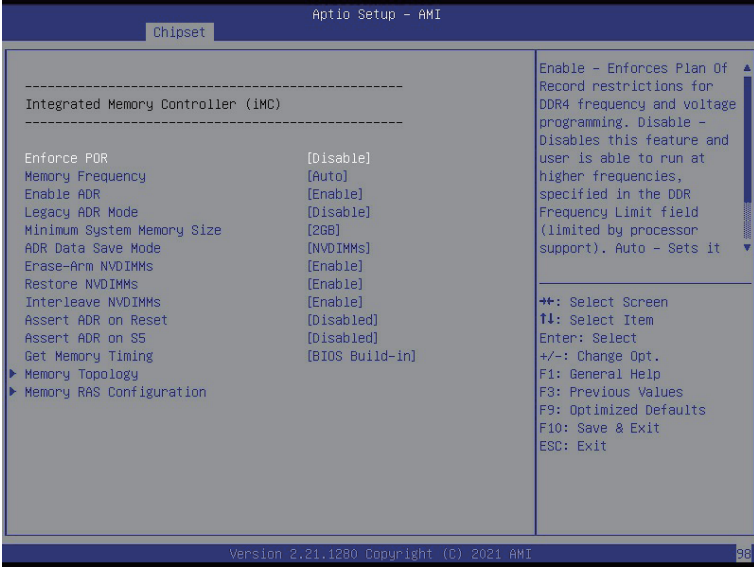 Aptio Setup – AMI
Chipset
------------------------------------------------
Integrated Memory Controller (iMC)
------------------------------------------------
Enforce POR [Disable]
Memory Frequency [Auto]
Enable ADR [Enable]
Legacy ADR Mode [Disable]
Minimum System Memory Size [2GB]
ADR Data Save Mode [NVDIMMs]
Erase-Arm NVDIMMs [Enable]
Restore NVDIMMs [Enable]
Interleave NVDIMMs [Enable]
Assert ADR on Reset [Disabled]
Assert ADR on S5 [Disabled]
Get Memory Timing [BIOS Build-in]
Memory Topology
Memory RAS Configuration
Enable – Enforces Plan Of
Record restrictions for
DDR4 frequency and voltage
programming. Disable –
Disables this feature and
user is able to run at
higher frequencies,
specified in the DDR
Frequency Limit field
(limited by processor
support). Auto – Sets it
→←: Select Screen
↑↓: Select Item
Enter: Select
+/-: Change Opt.
F1: General Help
F3: Previous Values
F9: Optimized Defaults
F10: Save & Exit
ESC: Exit
Version 2.21.1280 Copyright (C) 2021 AMI
98